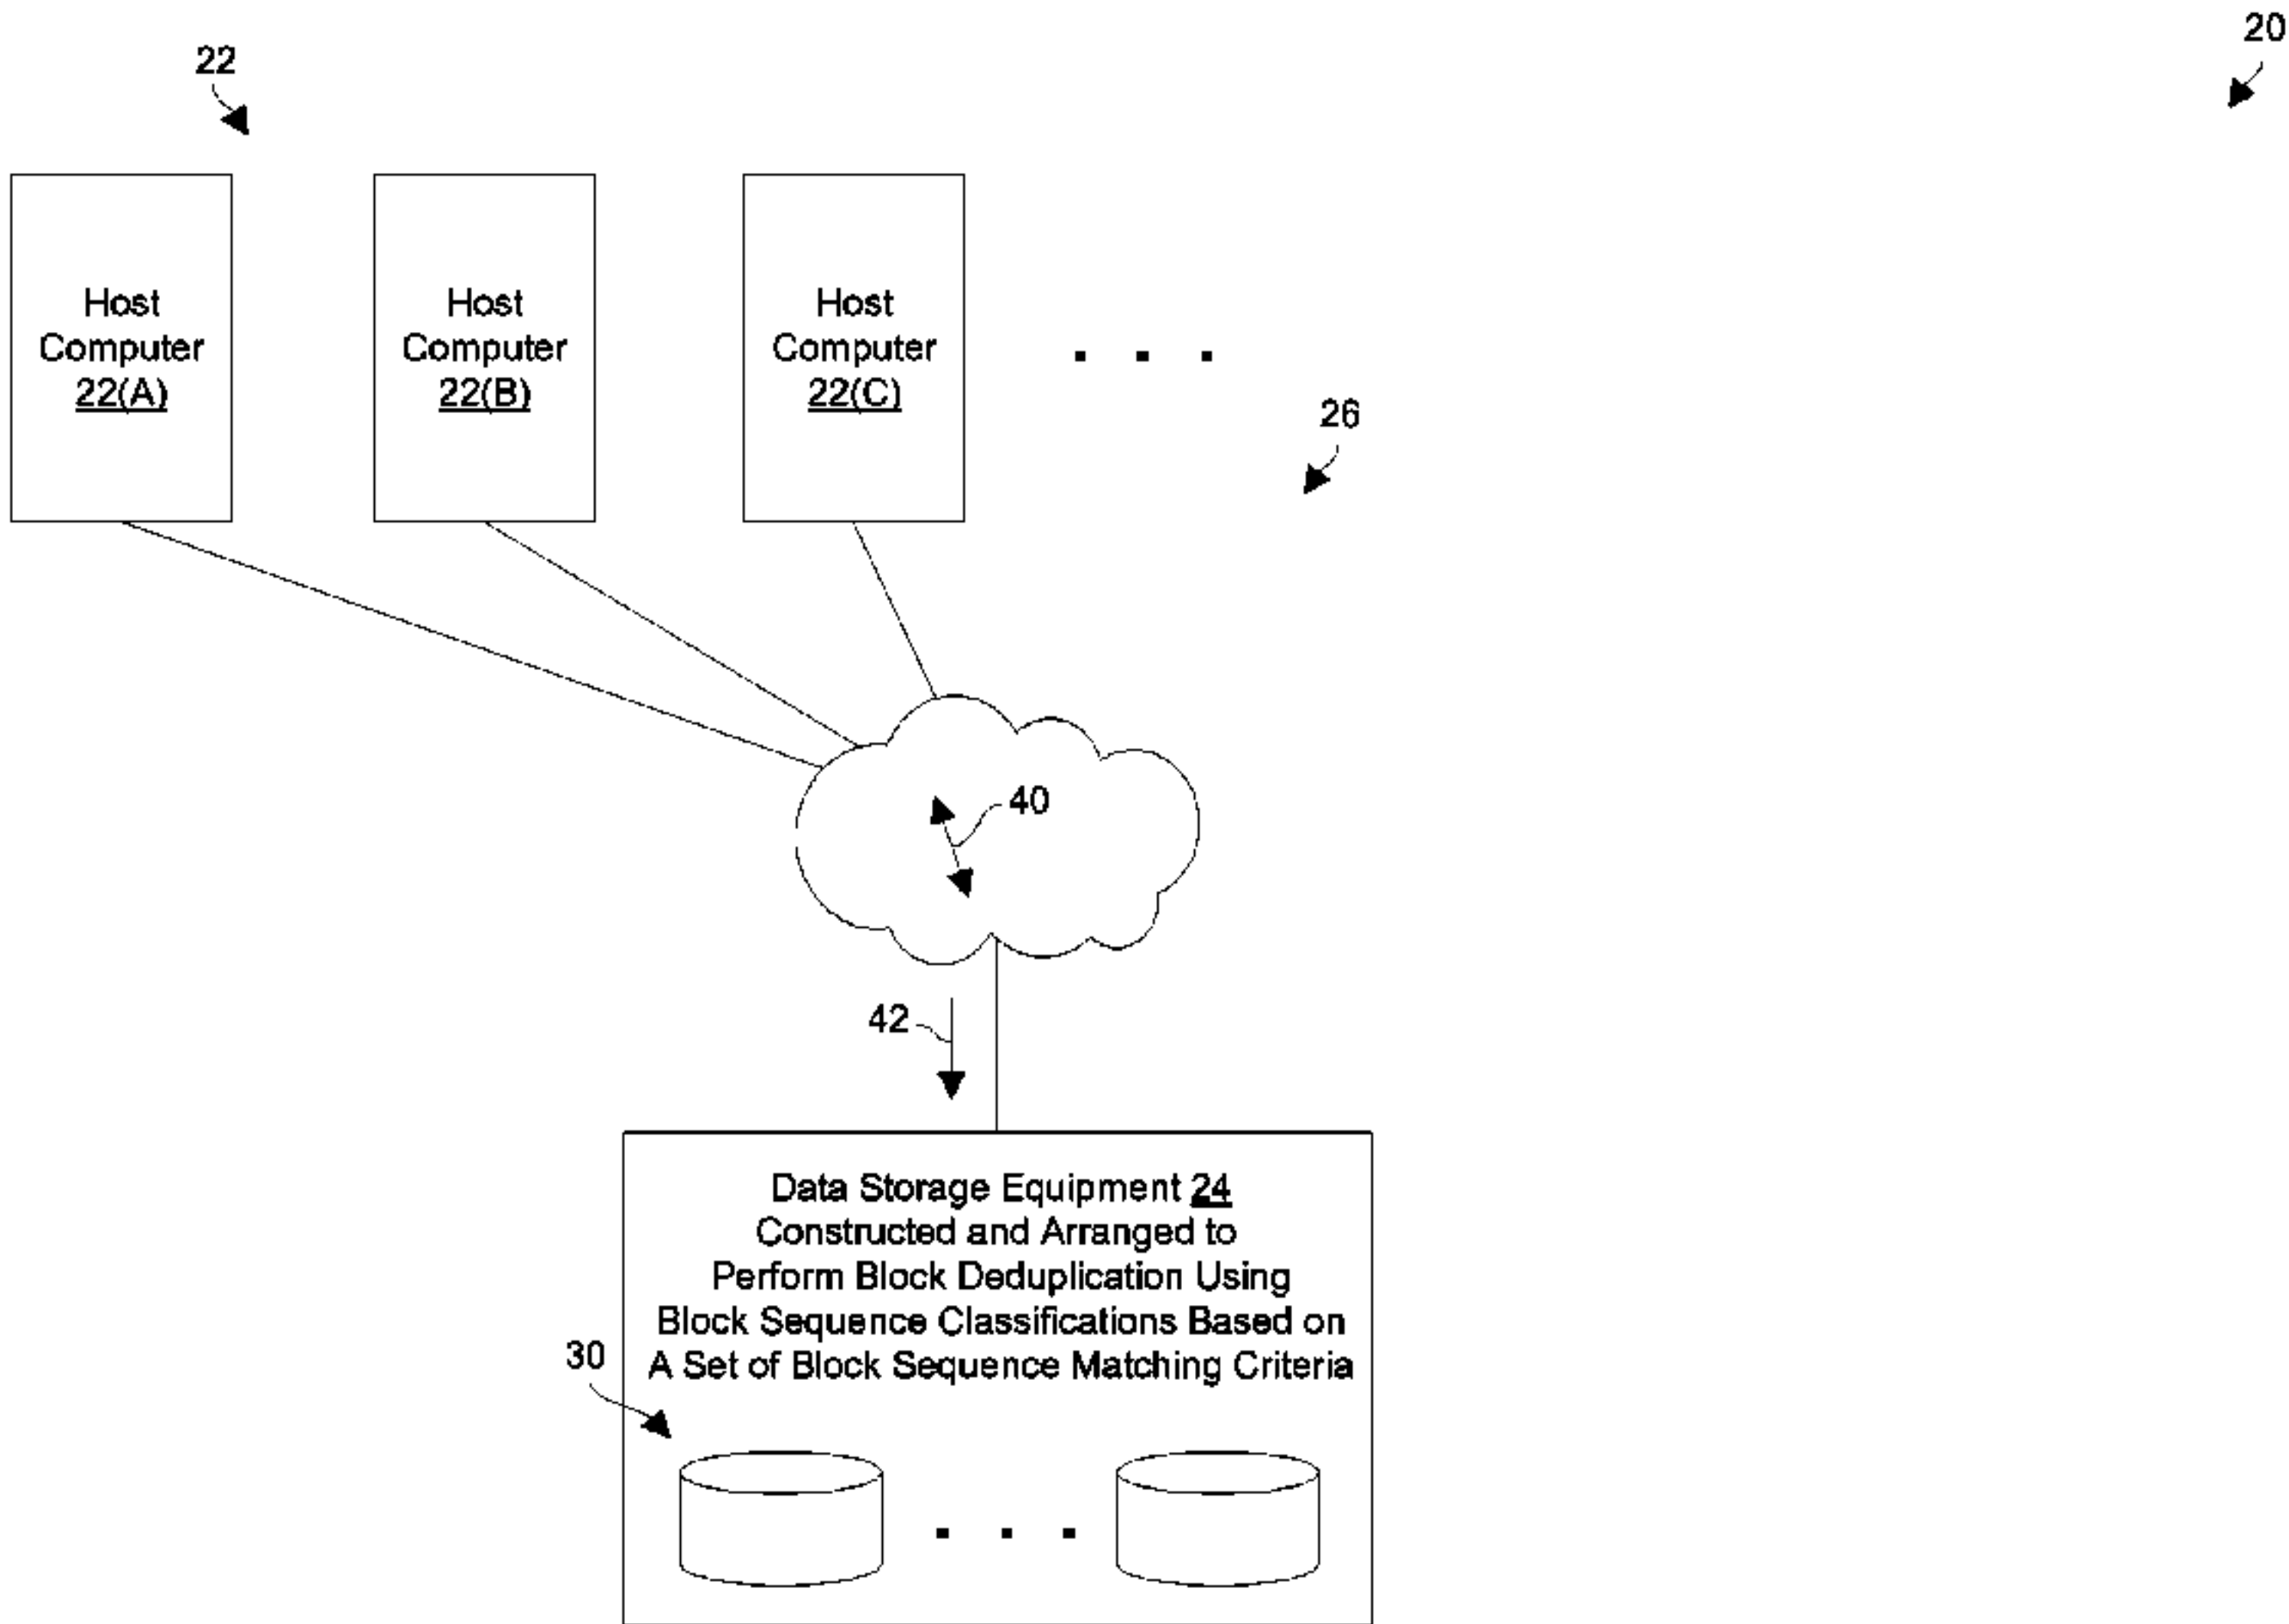 20
22
Host
Computer
22(A)
Host
Computer
22(B)
Host
Computer
22(C)
. . .
26
40
42
Data Storage Equipment 24
Constructed and Arranged to
Perform Block Deduplication Using
Block Sequence Classifications Based on
A Set of Block Sequence Matching Criteria
30
. . .